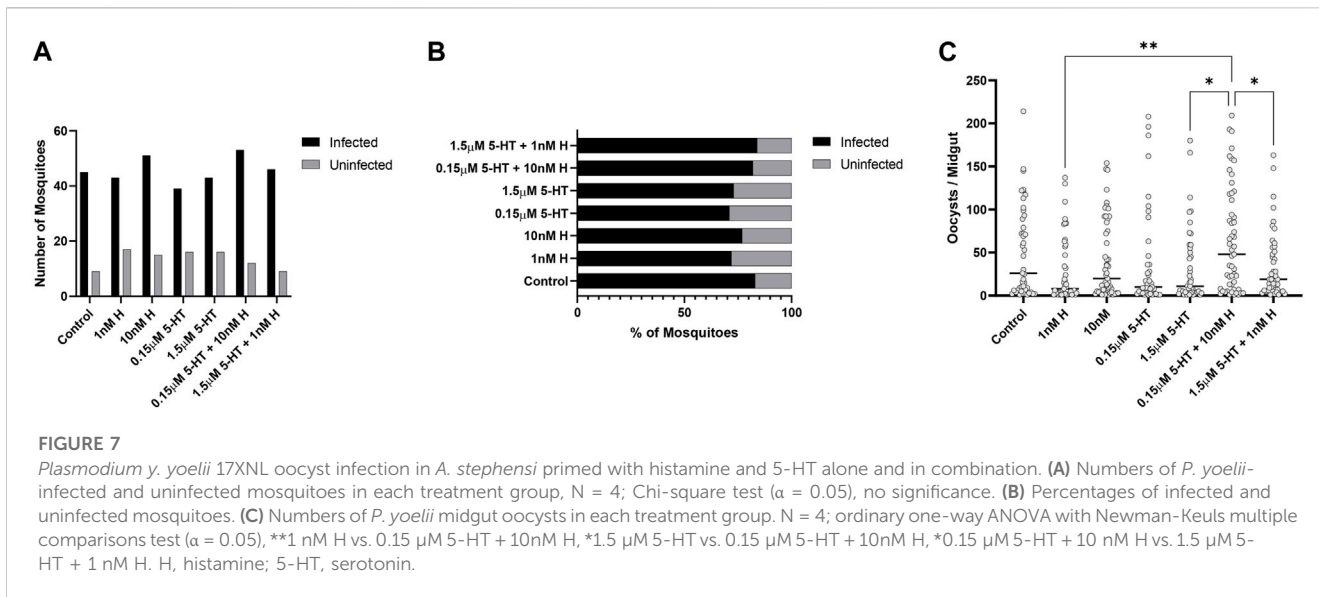 A
Number of Mosquitoes
60
40
20
0
Infected
Uninfected
Control
1nM H
10nM H
0.15μM 5-HT
1.5μM 5-HT
0.15μM 5-HT + 10nM H
1.5μM 5-HT + 1nM H
B
1.5μM 5-HT + 1nM H
0.15μM 5-HT + 10nM H
1.5μM 5-HT
0.15μM 5-HT
10nM H
1nM H
Control
0
50
100
% of Mosquitoes
Infected
Uninfected
C
**
*
*
Oocysts / Midgut
250
200
150
100
50
0
Control
1nM H
10nM
0.15μM 5-HT
1.5μM 5-HT
0.15μM 5-HT + 10nM H
1.5μM 5-HT + 1nM H
FIGURE 7
Plasmodium y. yoelii 17XNL oocyst infection in A. stephensi primed with histamine and 5-HT alone and in combination. (A) Numbers of P. yoelii-
infected and uninfected mosquitoes in each treatment group, N = 4; Chi-square test (α = 0.05), no significance. (B) Percentages of infected and
uninfected mosquitoes. (C) Numbers of P. yoelii midgut oocysts in each treatment group. N = 4; ordinary one-way ANOVA with Newman-Keuls multiple
comparisons test (α = 0.05), **1 nM H vs. 0.15 μM 5-HT + 10nM H, *1.5 μM 5-HT vs. 0.15 μM 5-HT + 10nM H, *0.15 μM 5-HT + 10 nM H vs. 1.5 μM 5-
HT + 1 nM H. H, histamine; 5-HT, serotonin.